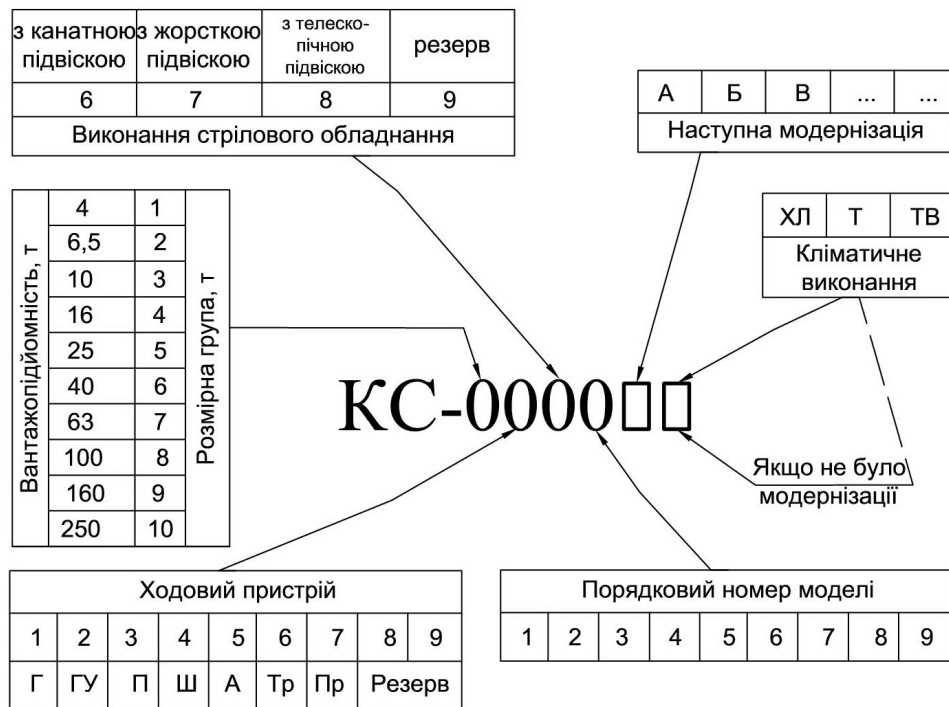 з канатною з жорсткою з телеско-
підвіскою підвіскою пічною резерв
підвіскою
6 7 8 9
Виконання стрілового обладнання
А Б В ... ...
Наступна модернізація
ХЛ Т ТВ
Кліматичне
виконання
Вантажопідйомність, т
4 1
6,5 2
10 3
16 4
25 5
40 6
63 7
100 8
160 9
250 10
Розмірна група, т
КС-0000
Якщо не було
модернізації
Ходовий пристрій
1 2 3 4 5 6 7 8 9
Г ГУ П Ш А Тр Пр Резерв
Порядковий номер моделі
1 2 3 4 5 6 7 8 9